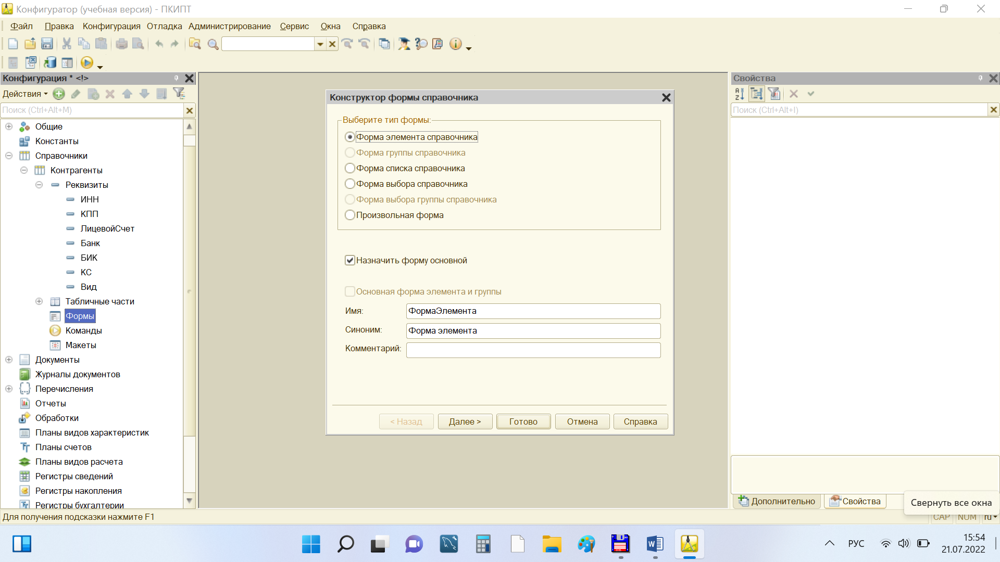 Конфигуратор (учебная версия) - ПКИПТ
Файл Правка Конфигурация Отладка Администрирование Сервис Окна Справка
Конфигурация * <!>
Действия
Поиск (Ctrl+Alt+M)
Общие
Константы
Справочники
Контрагенты
Реквизиты
ИНН
КПП
ЛицевойСчет
Банк
БИК
КС
Вид
Табличные части
Формы
Команды
Макеты
Документы
Журналы документов
Перечисления
Отчеты
Обработки
Планы видов характеристик
Планы счетов
Планы видов расчета
Регистры сведений
Регистры накопления
Регистры бухгалтерии
Конструктор формы справочника
Выберите тип формы:
Форма элемента справочника
Форма группы справочника
Форма списка справочника
Форма выбора справочника
Форма выбора группы справочника
Произвольная форма
Назначить форму основной
Основная форма элемента и группы
Имя: ФормаЭлемента
Синоним: Форма элемента
Комментарий:
< Назад Далее > Готово Отмена Справка
Свойства
Поиск (Ctrl+Alt+I)
Дополнительно Свойства
Свернуть все окна
Для получения подсказки нажмите F1
CAP NUM ru
РУС
15:54
21.07.2022